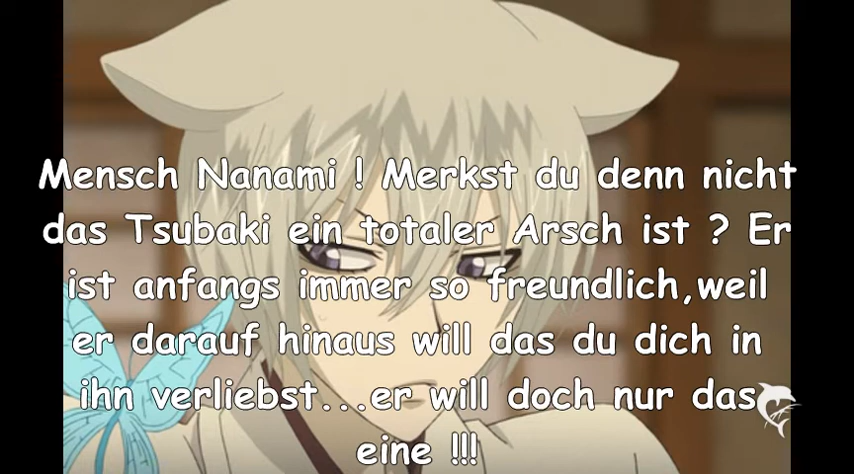 Mensch Nanami ! Merkst du denn nicht
das Tsubaki ein totaler Arsch ist ? Er
ist anfangs immer so freundlich,weil
er darauf hinaus will das du dich in
ihn verliebst...er will doch nur das
eine !!!